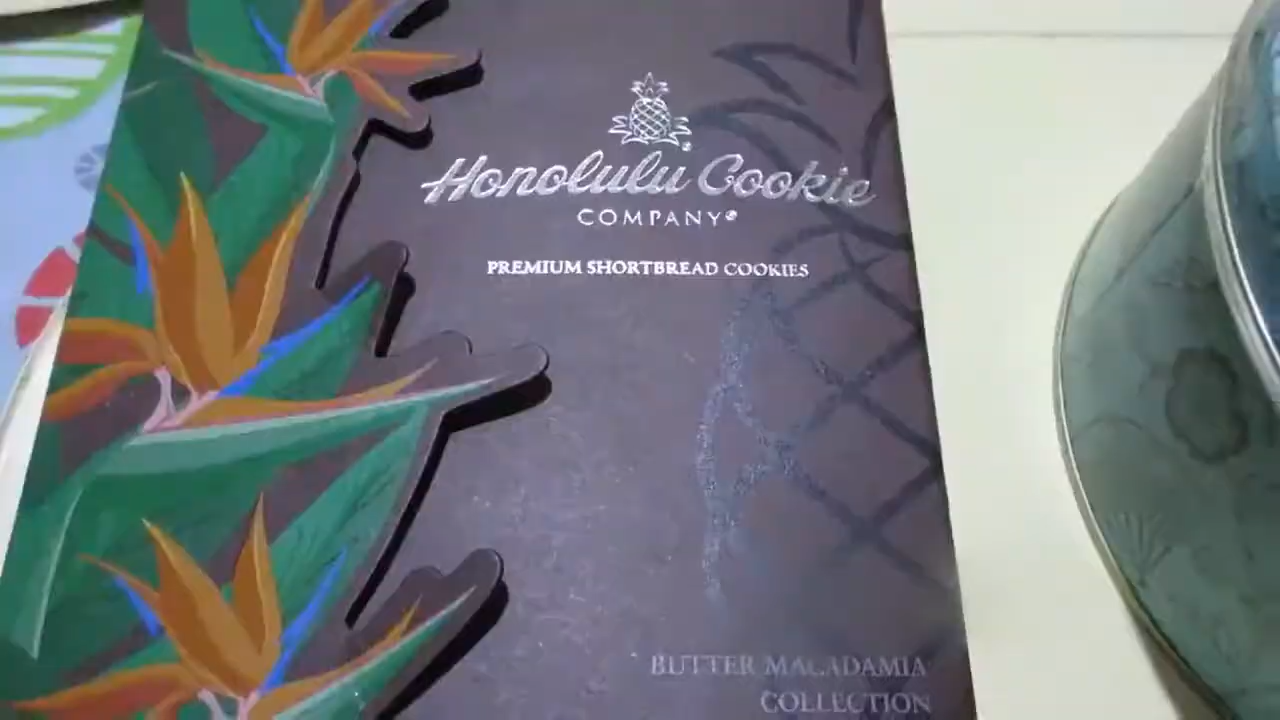 Honolulu Cookie
COMPANY®
PREMIUM SHORTBREAD COOKIES
BUTTER MACADAMIA
COLLECTION